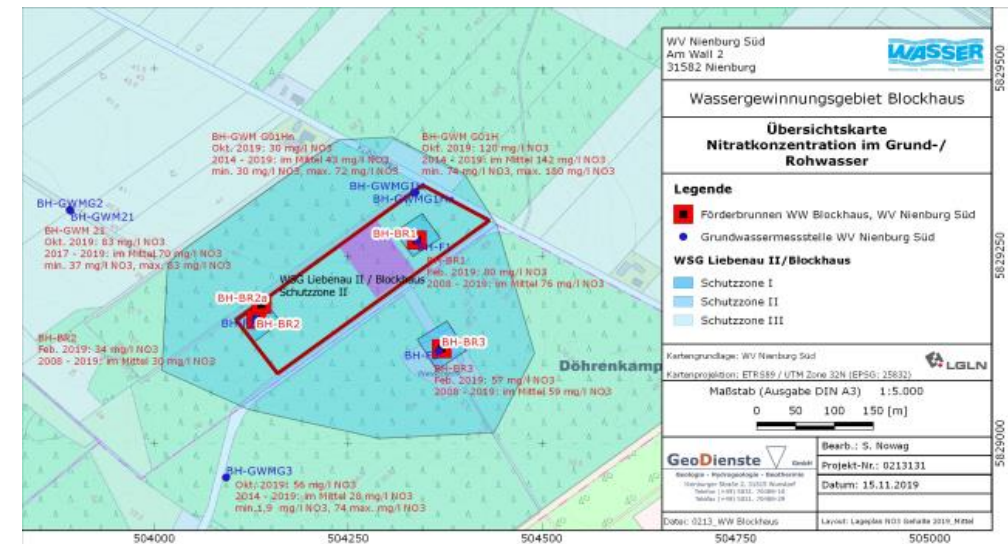 WV Nienburg Süd
Am Wall 2
31582 Nienburg
WASSER
Wassergewinnungsgebiet Blockhaus
Übersichtskarte
Nitratkonzentration im Grund-/
Rohwasser
Legende
Förderbrunnen WW Blockhaus, WV Nienburg Süd
Grundwassermessstelle WV Nienburg Süd
WSG Liebenau II/Blockhaus
Schutzzone I
Schutzzone II
Schutzzone III
Kartengrundlage: WV Nienburg Süd
Kartenprojektion: ETRS89 / UTM Zone 32N (EPSG: 25832)
LGLN
Maßstab (Ausgabe DIN A3) 1:5.000
0 50 100 150 [m]
GeoDienste GmbH
Geologie - Hydrogeologie - Geothermie
Bearb.: S. Nowag
Projekt-Nr.: 0213131
Datum: 15.11.2019
Datei: 0213_WW Blockhaus
Layout: Lageplan NO3 Gehalte 2019_Mittel
BH-GWM G01Hn
Okt. 2019: 30 mg/l NO3
2014 - 2019: im Mittel 43 mg/l NO3
min. 30 mg/l NO3, max. 72 mg/l NO3
BH-GWM G01H
Okt. 2019: 120 mg/l NO3
2014 - 2019: im Mittel 142 mg/l NO3
min. 74 mg/l NO3, max. 180 mg/l NO3
BH-GWMG1Hn
BH-GWMG2
BH-GWM21
BH-GWM 21
Okt. 2019: 83 mg/l NO3
2017 - 2019: im Mittel 70 mg/l NO3
min. 37 mg/l NO3, max. 83 mg/l NO3
BH-BR1
BH-BR1
Feb. 2019: 80 mg/l NO3
2008 - 2019: im Mittel 76 mg/l NO3
WSG Liebenau II / Blockhaus
Schutzzone II
BH-BR2a
BH-BR2
BH-BR2
Feb. 2019: 34 mg/l NO3
2008 - 2019: im Mittel 30 mg/l NO3
BH-BR3
BH-BR3
Feb. 2019: 57 mg/l NO3
2008 - 2019: im Mittel 59 mg/l NO3
Döhrenkamp
BH-GWMG3
Okt. 2019: 56 mg/l NO3
2014 - 2019: im Mittel 28 mg/l NO3
min.1,9 mg/l NO3, 74 max. mg/l NO3
504000 504250 504500 504750 505000
5829500
5829250
5829000